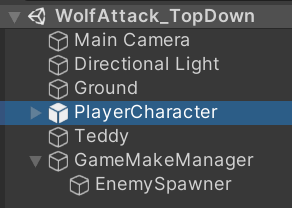 WolfAttack_TopDown
Main Camera
Directional Light
Ground
PlayerCharacter
Teddy
GameMakeManager
EnemySpawner